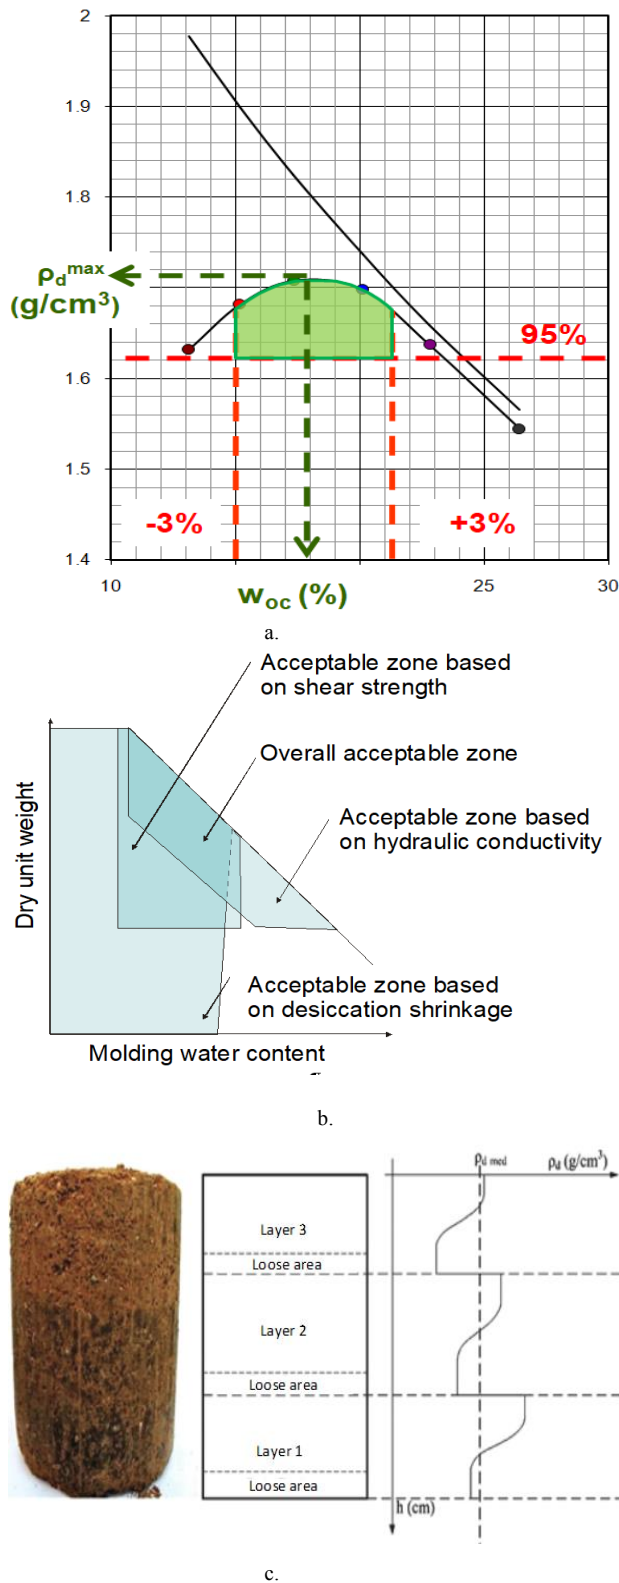 2
1.9
1.8
ρd^max
(g/cm³)
95%
1.6
1.5
-3%
+3%
1.4
10
w_oc (%)
25
30
a.
Acceptable zone based
on shear strength
Overall acceptable zone
Acceptable zone based
on hydraulic conductivity
Dry unit weight
Acceptable zone based
on desiccation shrinkage
Molding water content
b.
ρd med
ρd (g/cm³)
Layer 3
Loose area
Layer 2
Loose area
Layer 1
Loose area
h (cm)
c.